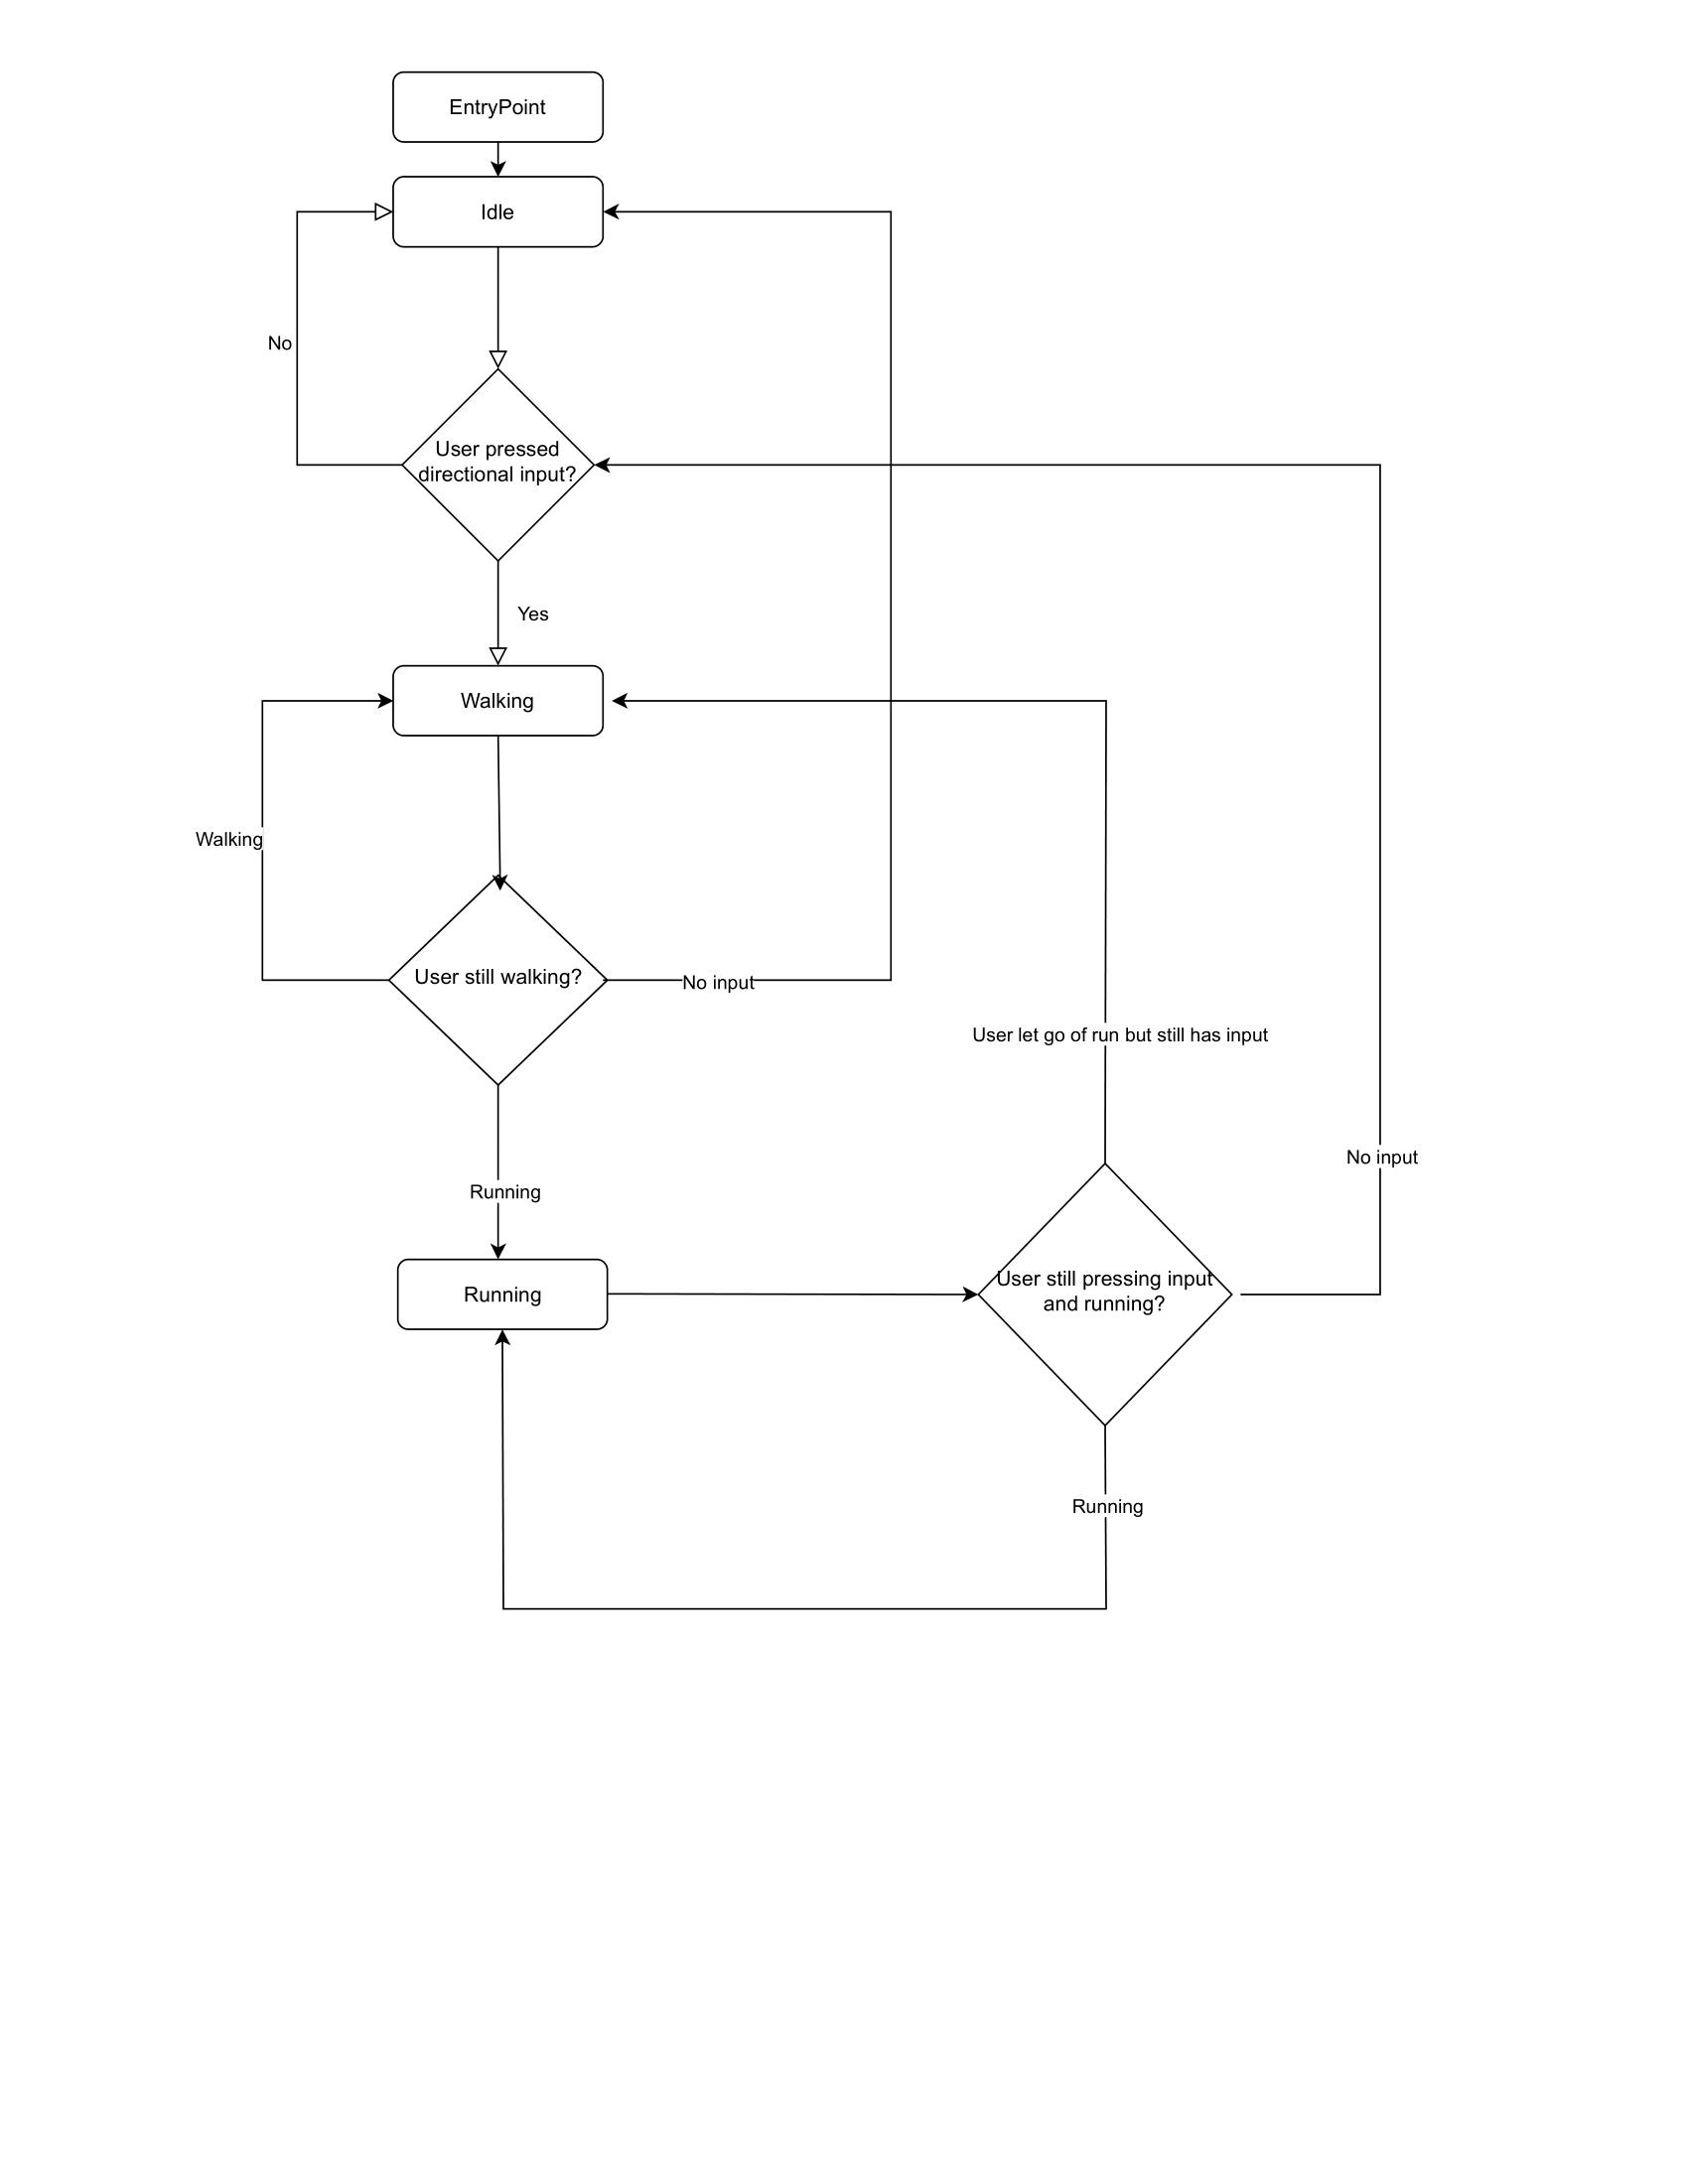 EntryPoint
Idle
No
User pressed
directional input?
Yes
Walking
Walking
User still walking?
No input
User let go of run but still has input
No input
Running
Running
User still pressing input
and running?
Running